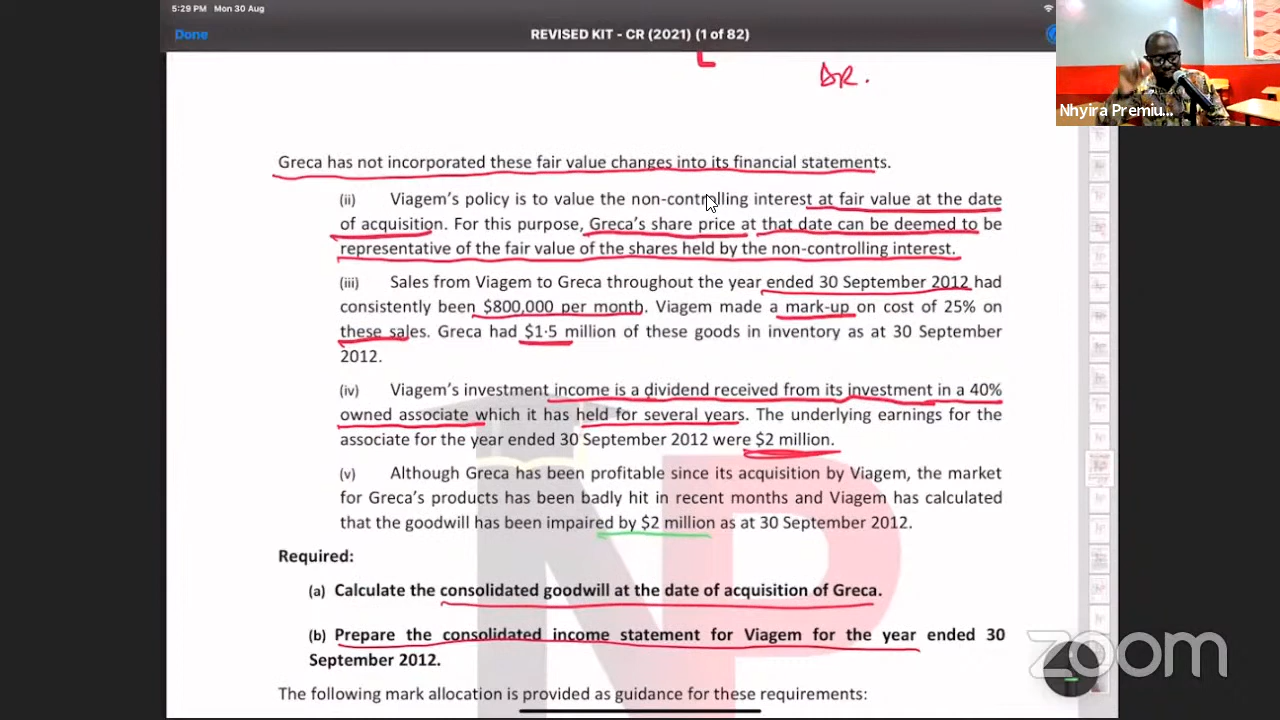 5:29 PM Mon 30 Aug
Done
REVISED KIT - CR (2021) (1 of 82)
DR.
Nhyira Premiu...
Greca has not incorporated these fair value changes into its financial statements.
(ii) Viagem's policy is to value the non-controlling interest at fair value at the date
of acquisition. For this purpose, Greca's share price at that date can be deemed to be
representative of the fair value of the shares held by the non-controlling interest.
(iii) Sales from Viagem to Greca throughout the year ended 30 September 2012 had
consistently been $800,000 per month. Viagem made a mark-up on cost of 25% on
these sales. Greca had $1·5 million of these goods in inventory as at 30 September
2012.
(iv) Viagem's investment income is a dividend received from its investment in a 40%
owned associate which it has held for several years. The underlying earnings for the
associate for the year ended 30 September 2012 were $2 million.
(v) Although Greca has been profitable since its acquisition by Viagem, the market
for Greca's products has been badly hit in recent months and Viagem has calculated
that the goodwill has been impaired by $2 million as at 30 September 2012.
Required:
(a) Calculate the consolidated goodwill at the date of acquisition of Greca.
(b) Prepare the consolidated income statement for Viagem for the year ended 30
September 2012.
The following mark allocation is provided as guidance for these requirements:
zoom